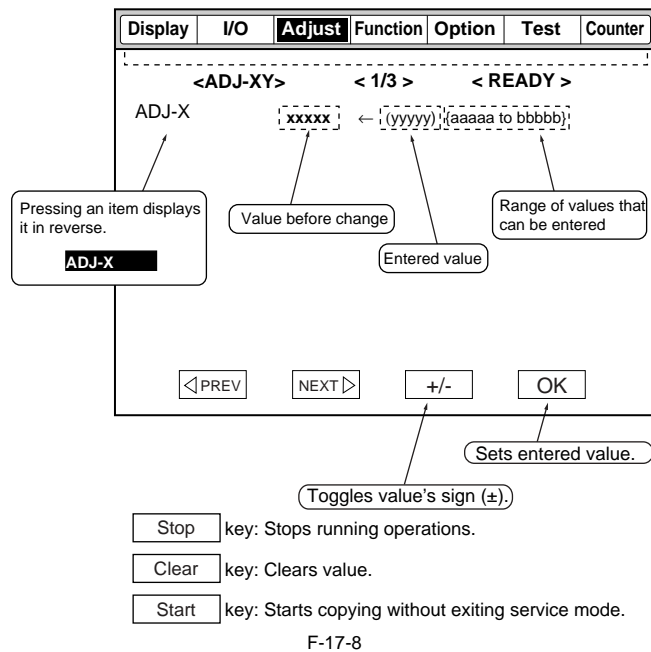 Display I/O Adjust Function Option Test Counter
<ADJ-XY> < 1/3 > < READY >
ADJ-X xxxxx ← (yyyyy) {aaaaa to bbbbb}
Pressing an item displays
it in reverse.
ADJ-X
Value before change
Entered value
Range of values that
can be entered
◁ PREV NEXT ▷ +/- OK
Sets entered value.
Toggles value's sign (±).
Stop key: Stops running operations.
Clear key: Clears value.
Start key: Starts copying without exiting service mode.
F-17-8